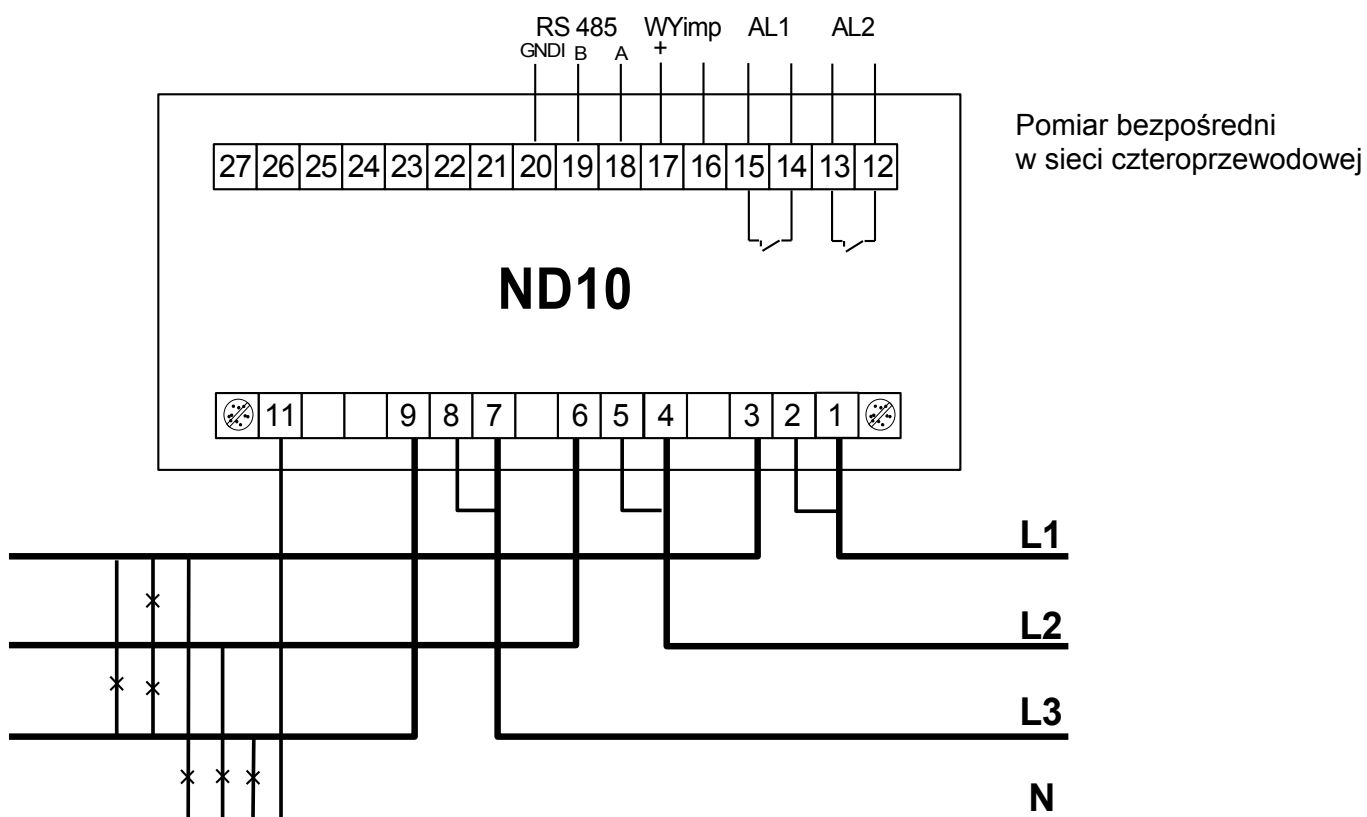 RS 485 WYimp AL1 AL2
GNDI B A +
Pomiar bezpośredni
w sieci czteroprzewodowej
27 26 25 24 23 22 21 20 19 18 17 16 15 14 13 12
ND10
11 9 8 7 6 5 4 3 2 1
L1
L2
L3
N